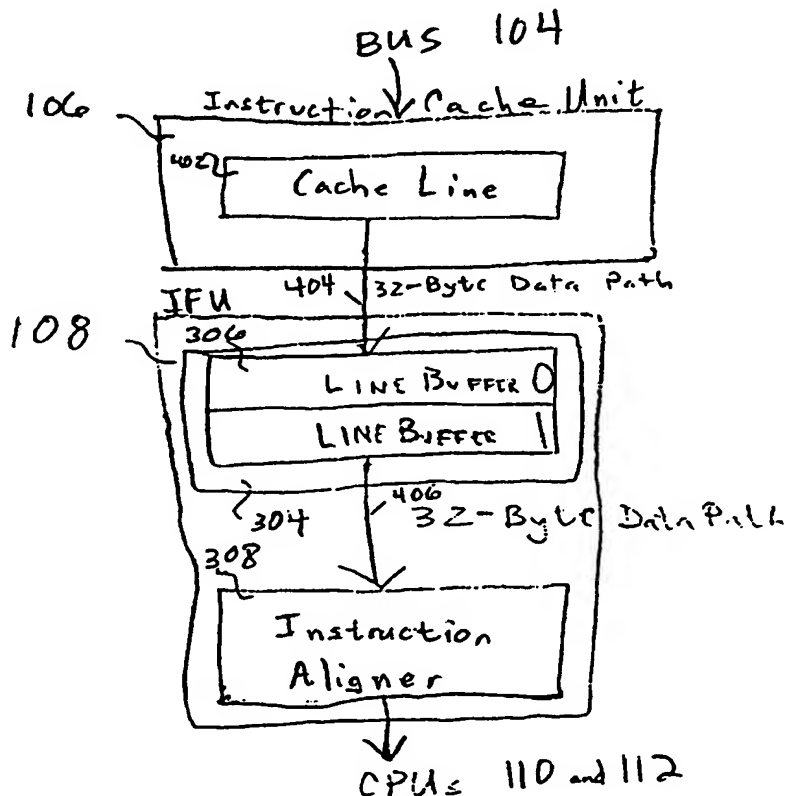 BUS 104
106
Instruction Cache Unit
402
Cache Line
404 32-Byte Data Path
IFU
108
306
LINE BUFFER 0
LINE BUFFER 1
304
406
32-Byte Data Path
308
Instruction
Aligner
CPUs 110 and 112